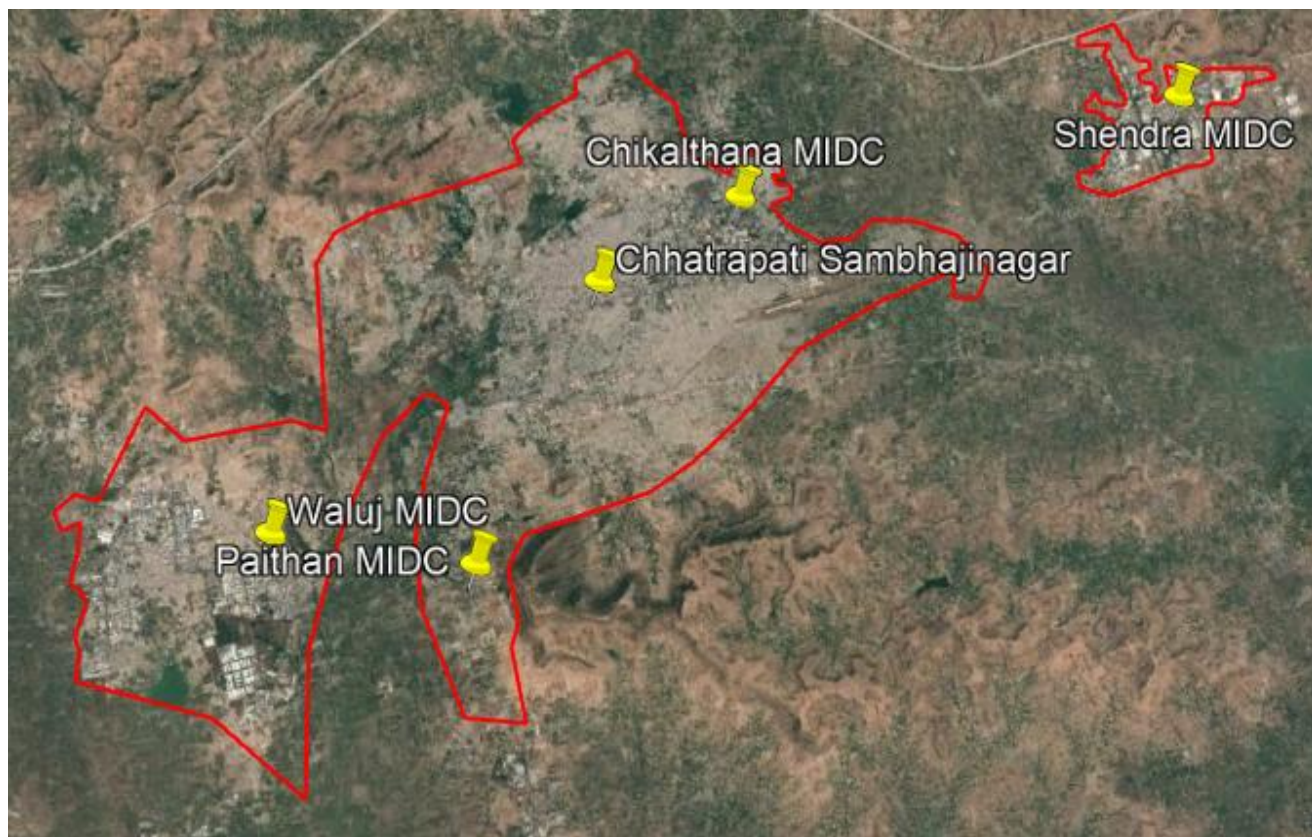 Shendra MIDC
Chikalthana MIDC
Chhatrapati Sambhajinagar
Waluj MIDC
Paithan MIDC